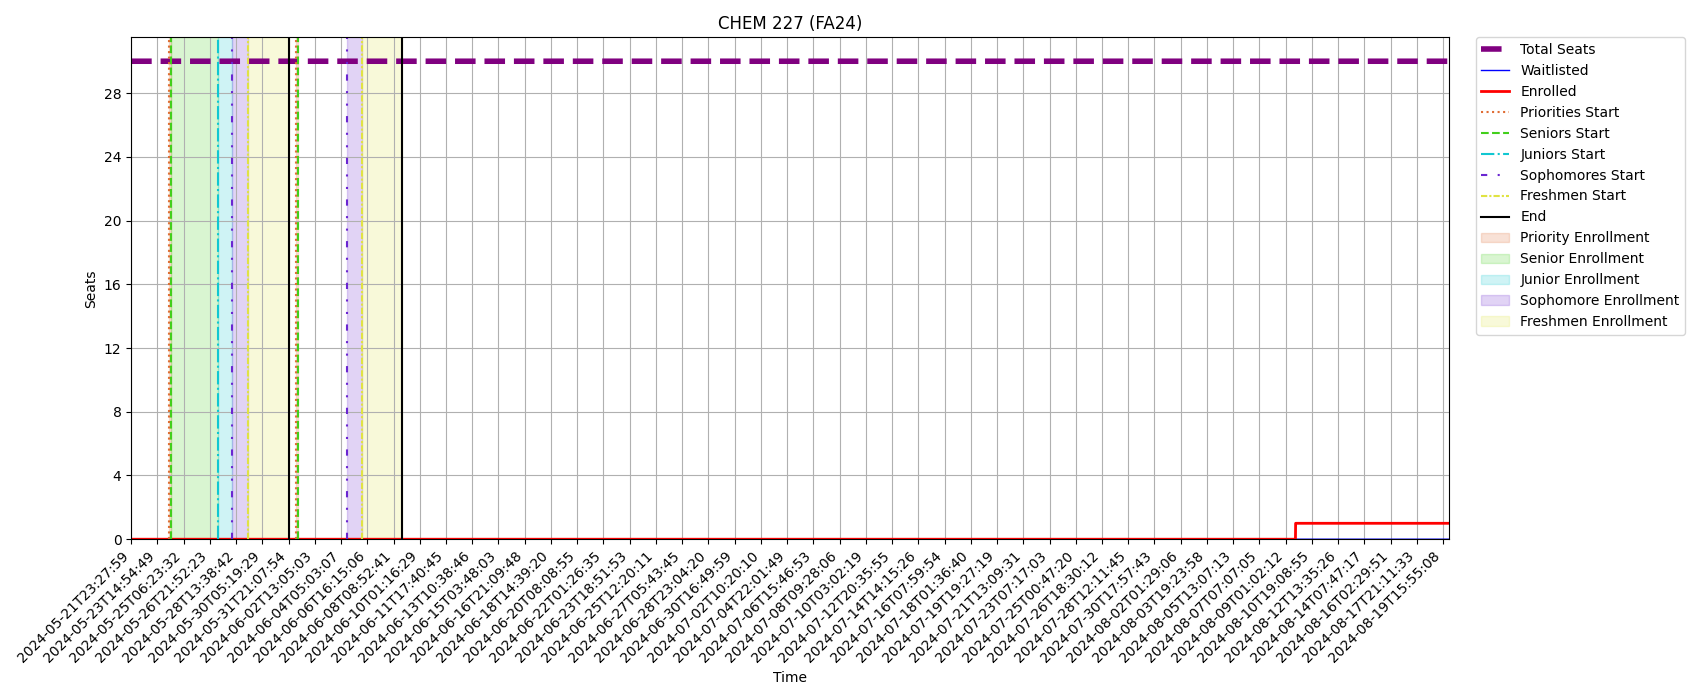 CHEM 227 (FA24)
Total Seats
Waitlisted
Enrolled
Priorities Start
Seniors Start
Juniors Start
Sophomores Start
Freshmen Start
End
Priority Enrollment
Senior Enrollment
Junior Enrollment
Sophomore Enrollment
Freshmen Enrollment
Seats
28
24
20
16
12
8
4
0
2024-05-21T23:27:59
2024-05-23T14:54:49
2024-05-25T06:23:32
2024-05-26T21:52:23
2024-05-28T13:38:42
2024-05-30T05:19:29
2024-05-31T21:07:54
2024-06-02T13:05:03
2024-06-04T05:03:07
2024-06-06T16:15:06
2024-06-08T08:52:41
2024-06-10T01:16:29
2024-06-11T17:40:45
2024-06-13T10:38:46
2024-06-15T03:48:03
2024-06-16T21:09:48
2024-06-18T14:39:20
2024-06-20T08:08:55
2024-06-22T01:26:35
2024-06-23T18:51:53
2024-06-25T12:20:11
2024-06-27T05:43:45
2024-06-28T23:04:20
2024-06-30T16:49:59
2024-07-02T10:20:10
2024-07-04T22:01:49
2024-07-06T15:46:53
2024-07-08T09:28:06
2024-07-10T03:02:19
2024-07-12T20:35:55
2024-07-14T14:15:26
2024-07-16T07:59:54
2024-07-18T01:36:40
2024-07-19T19:27:19
2024-07-21T13:09:31
2024-07-23T07:17:03
2024-07-25T00:47:20
2024-07-26T18:30:12
2024-07-28T12:11:45
2024-07-30T17:57:43
2024-08-02T01:29:06
2024-08-03T19:23:58
2024-08-05T13:07:13
2024-08-07T07:07:05
2024-08-09T01:02:12
2024-08-10T19:08:55
2024-08-12T13:35:26
2024-08-14T07:47:17
2024-08-16T02:29:51
2024-08-17T21:11:33
2024-08-19T15:55:08
Time